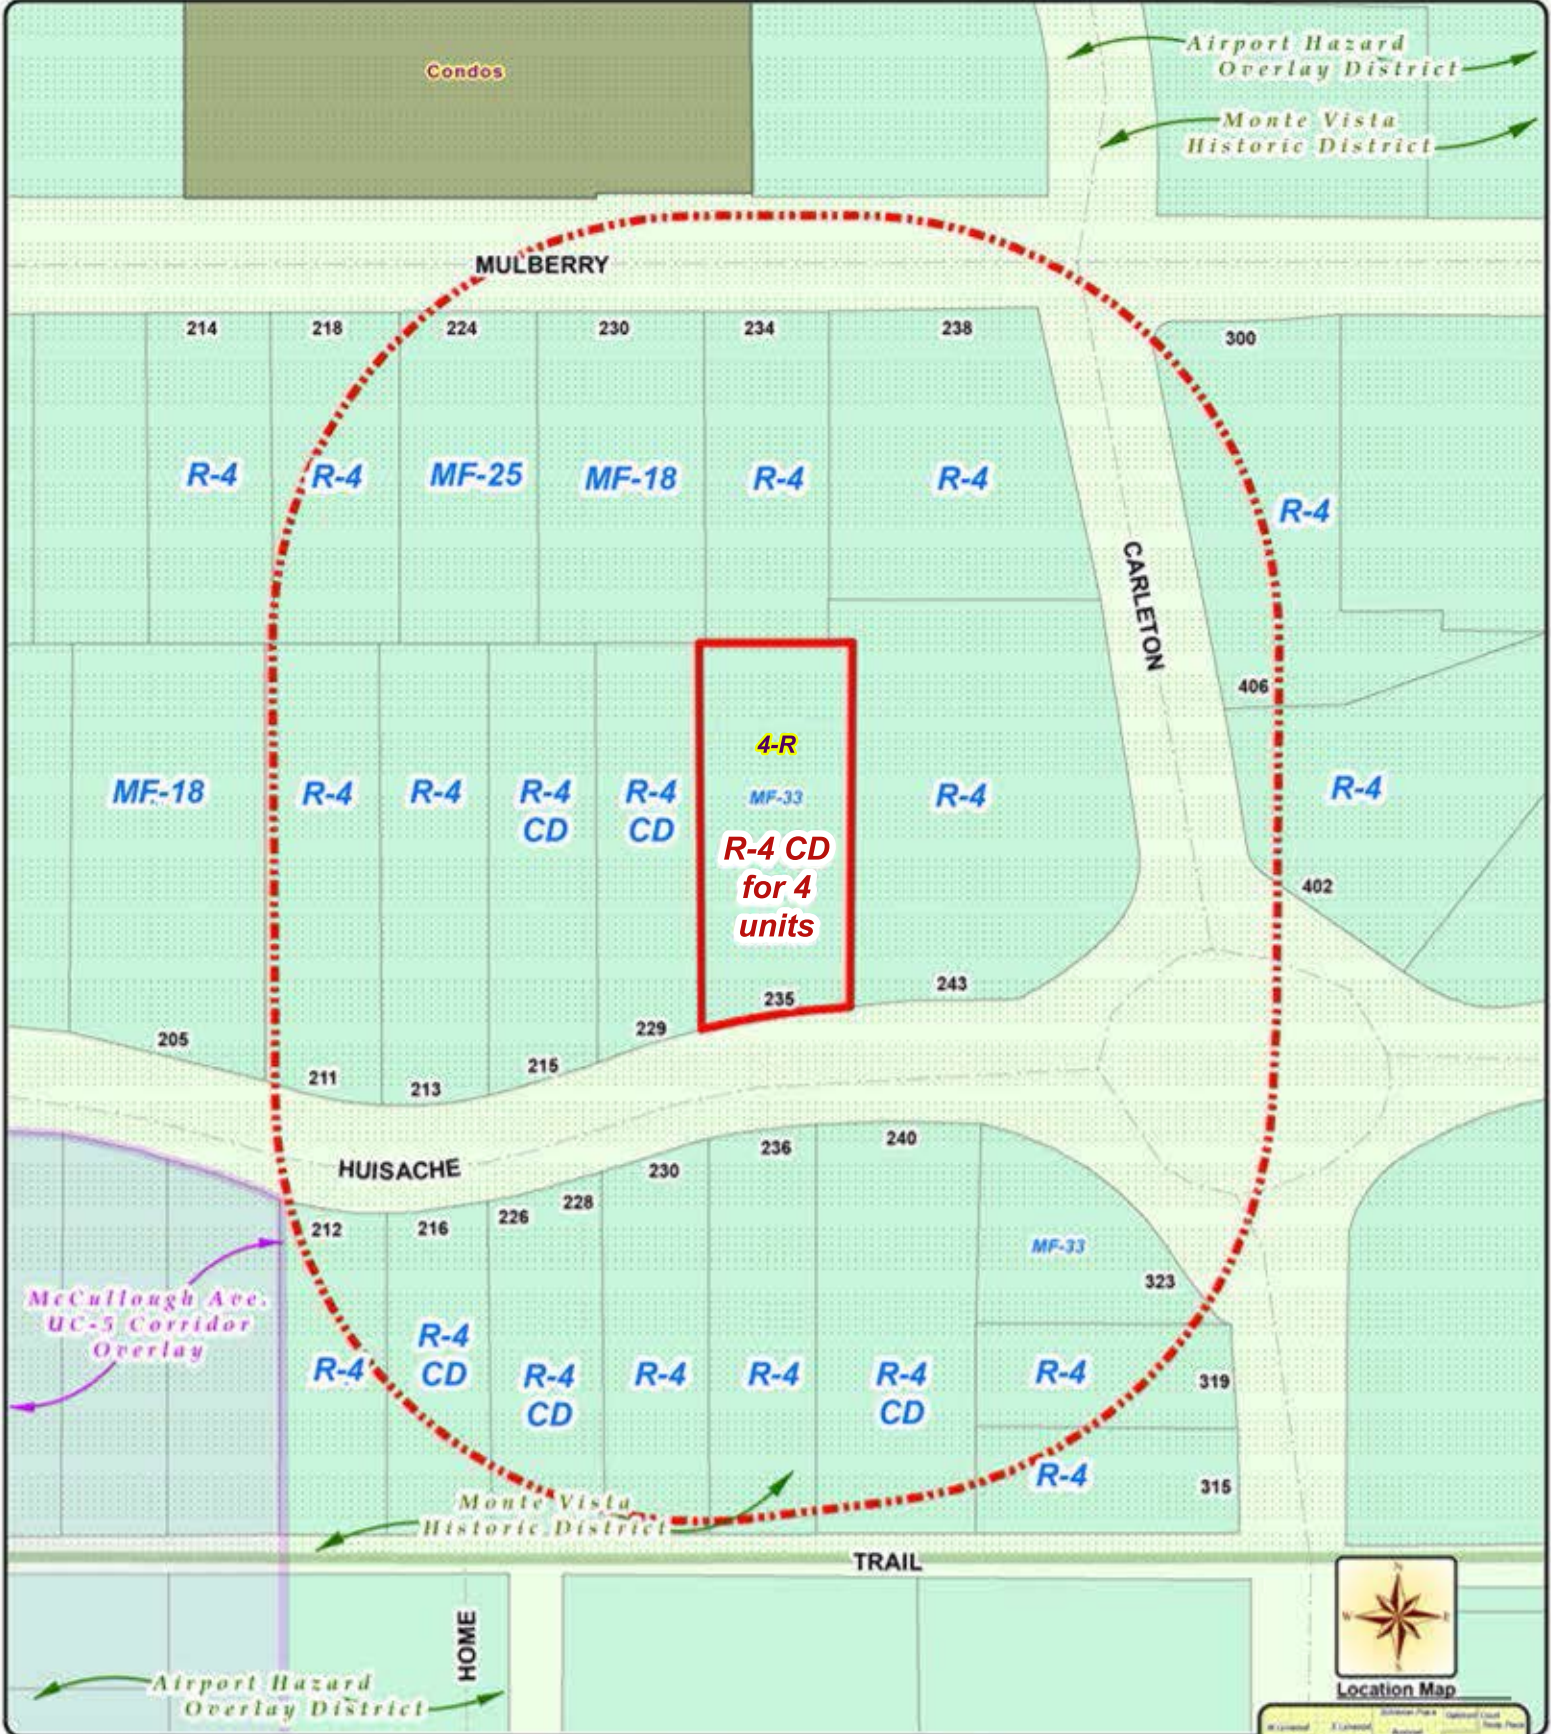 Condos
Airport Hazard
Overlay District
Monte Vista
Historic District
MULBERRY
214
218
224
230
234
238
300
R-4
R-4
MF-25
MF-18
R-4
R-4
R-4
CARLETON
406
4-R
MF-33
R-4 CD
for 4
units
MF-18
R-4
R-4
R-4
CD
R-4
CD
R-4
R-4
402
235
243
205
211
213
215
229
HUISACHE
212
216
226
228
230
236
240
323
MF-33
McCullough Ave.
UC-5 Corridor
Overlay
R-4
R-4
CD
R-4
CD
R-4
R-4
R-4
CD
R-4
319
R-4
315
Monte Vista
Historic District
TRAIL
HOME
Airport Hazard
Overlay District
N
W
E
S
Location Map